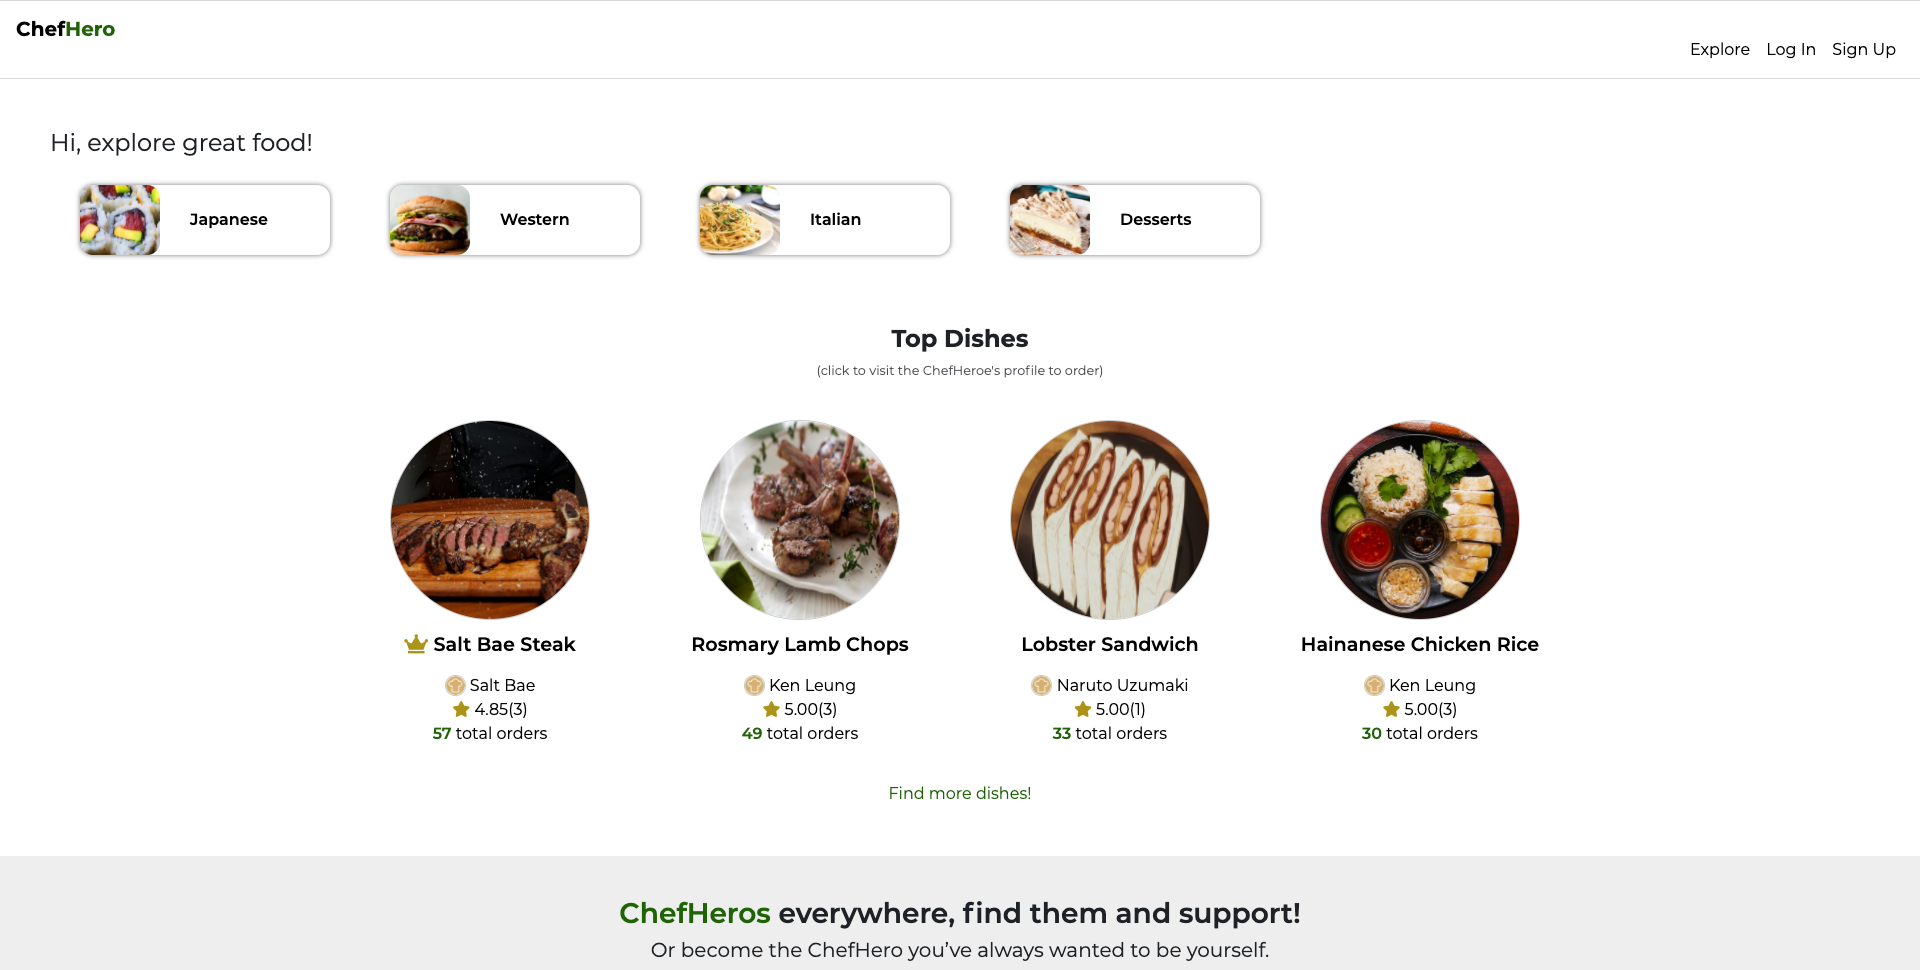 ChefHero
Explore Log In Sign Up
Hi, explore great food!
Japanese
Western
Italian
Desserts
Top Dishes
(click to visit the ChefHeroe's profile to order)
Salt Bae Steak
Salt Bae
4.85(3)
57 total orders
Rosmary Lamb Chops
Ken Leung
5.00(3)
49 total orders
Lobster Sandwich
Naruto Uzumaki
5.00(1)
33 total orders
Hainanese Chicken Rice
Ken Leung
5.00(3)
30 total orders
Find more dishes!
ChefHeros everywhere, find them and support!
Or become the ChefHero you’ve always wanted to be yourself.